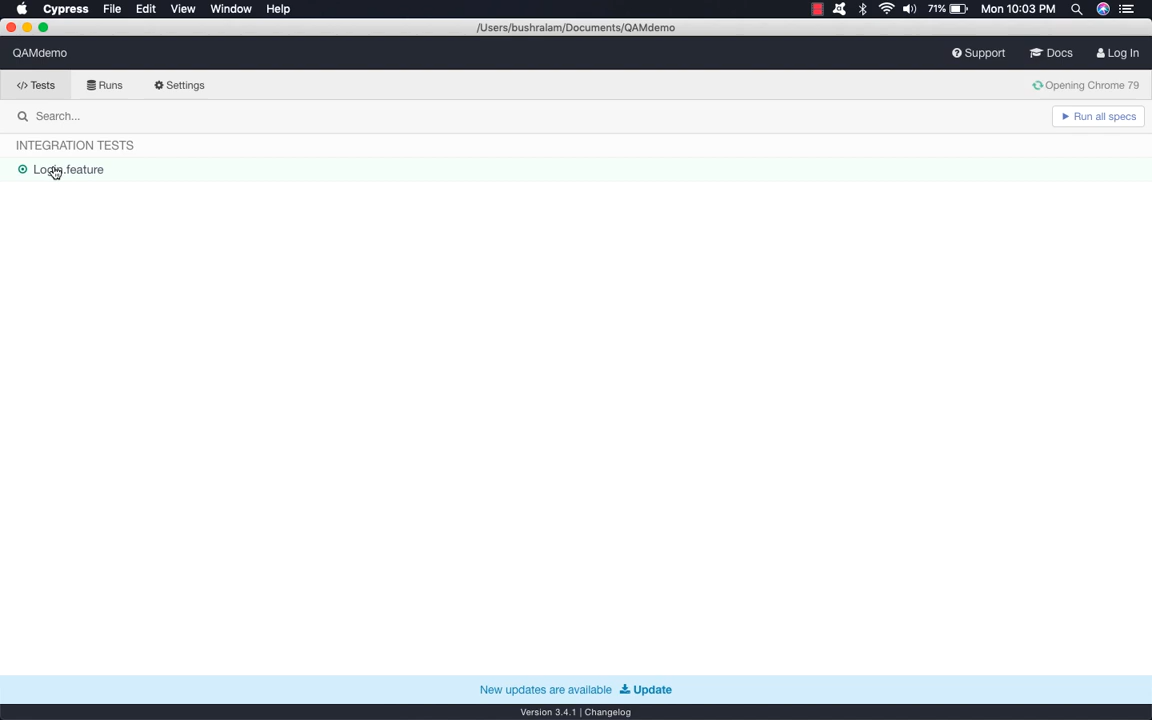 Cypress File Edit View Window Help 71% Mon 10:03 PM
/Users/bushralam/Documents/QAMdemo
QAMdemo Support Docs Log In
</> Tests Runs Settings Opening Chrome 79
Search... Run all specs
INTEGRATION TESTS
Login.feature
New updates are available Update
Version 3.4.1 | Changelog